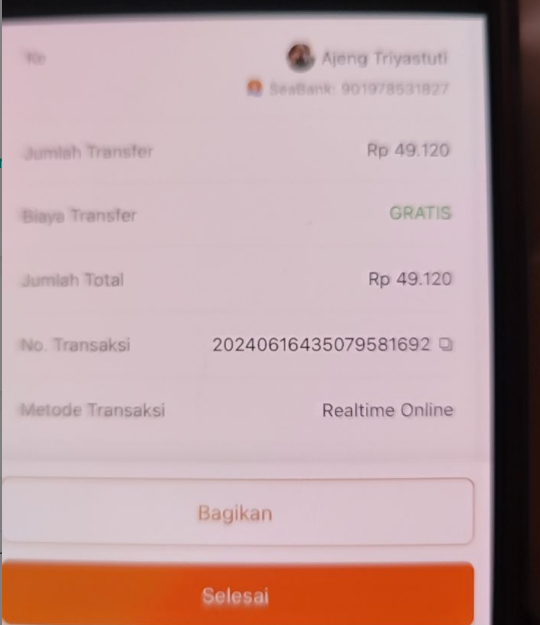 Ke
Ajeng Triyastuti
SeaBank: 901978531827
Jumlah Transfer Rp 49.120
Biaya Transfer GRATIS
Jumlah Total Rp 49.120
No. Transaksi 20240616435079581692
Metode Transaksi Realtime Online
Bagikan
Selesai